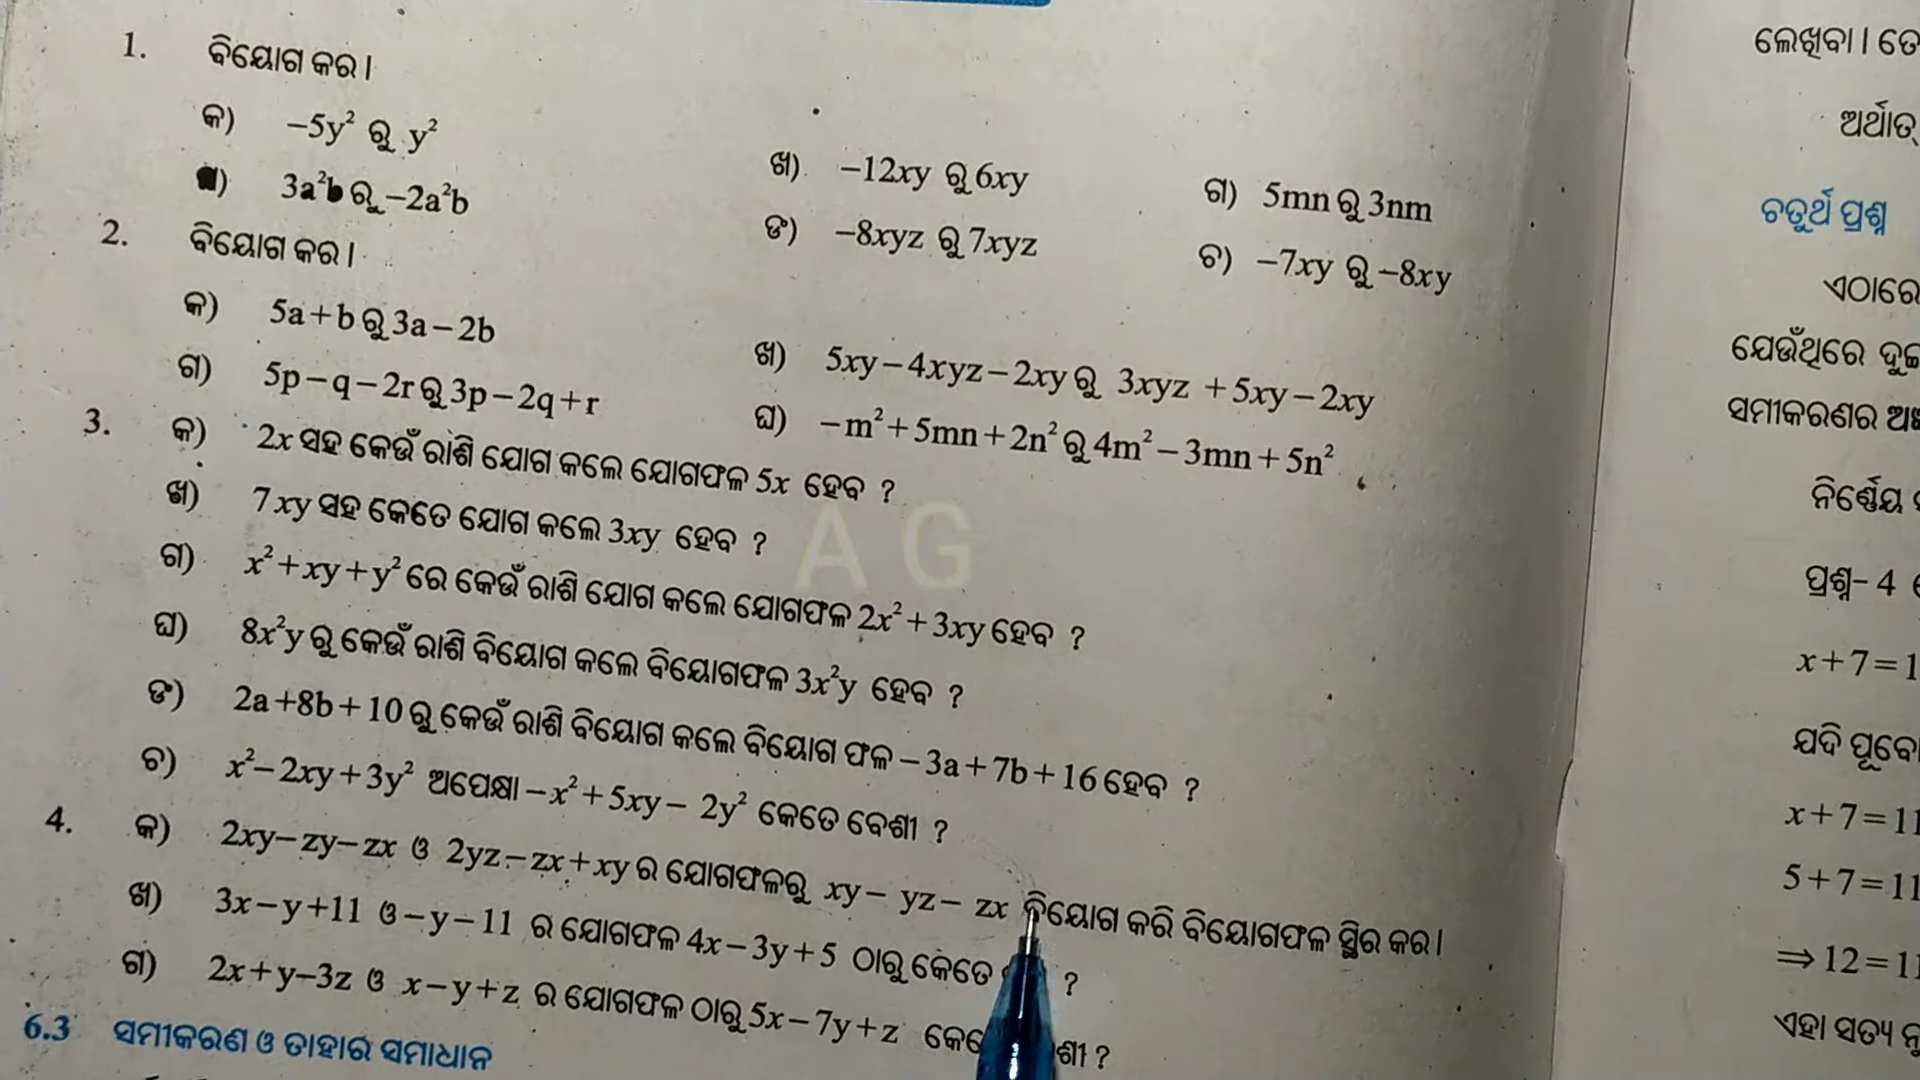 1. ବିୟୋଗ କର ।
କ) −5y² ରୁ y²
ଖ) −12xy ରୁ 6xy
ଗ) 5mn ରୁ 3nm
) 3a²b ରୁ −2a²b
ଙ) −8xyz ରୁ 7xyz
ଚ) −7xy ରୁ −8xy
2. ବିୟୋଗ କର ।
କ) 5a+b ରୁ 3a−2b
ଖ) 5xy−4xyz−2xy ରୁ 3xyz +5xy−2xy
ଗ) 5p−q−2r ରୁ 3p−2q+r
ଘ) −m²+5mn+2n² ରୁ 4m²−3mn+5n²
3. କ) 2x ସହ କେଉଁ ରାଶି ଯୋଗ କଲେ ଯୋଗଫଳ 5x ହେବ ?
ଖ) 7xy ସହ କେତେ ଯୋଗ କଲେ 3xy ହେବ ?
ଗ) x²+xy+y² ରେ କେଉଁ ରାଶି ଯୋଗ କଲେ ଯୋଗଫଳ 2x²+3xy ହେବ ?
ଘ) 8x²y ରୁ କେଉଁ ରାଶି ବିୟୋଗ କଲେ ବିୟୋଗଫଳ 3x²y ହେବ ?
ଙ) 2a+8b+10 ରୁ କେଉଁ ରାଶି ବିୟୋଗ କଲେ ବିୟୋଗ ଫଳ −3a+7b+16 ହେବ ?
ଚ) x²−2xy+3y² ଅପେକ୍ଷା −x²+5xy− 2y² କେତେ ବେଶୀ ?
4. କ) 2xy−zy−zx ଓ 2yz−zx+xy ର ଯୋଗଫଳରୁ xy− yz− zx ବିୟୋଗ କରି ବିୟୋଗଫଳ ସ୍ଥିର କର ।
ଖ) 3x−y+11 ଓ −y−11 ର ଯୋଗଫଳ 4x−3y+5 ଠାରୁ କେତେ ?
ଗ) 2x+y−3z ଓ x−y+z ର ଯୋଗଫଳ ଠାରୁ 5x−7y+z ?
6.3 ସମୀକରଣ ଓ ତାହାର ସମାଧାନ
A G
ଲେଖିବା ।
ଅର୍ଥାତ୍
ଚତୁର୍ଥ ପ୍ରଶ୍ନ
ଏଠାରେ
ଯେଉଁଥିରେ
ସମୀକରଣର
ନିର୍ଣ୍ଣେୟ
ପ୍ରଶ୍ନ− 4
x+7=1
ଯଦି
x+7=11
5+7=11
⇒12=11
ଏହା ସତ୍ୟ